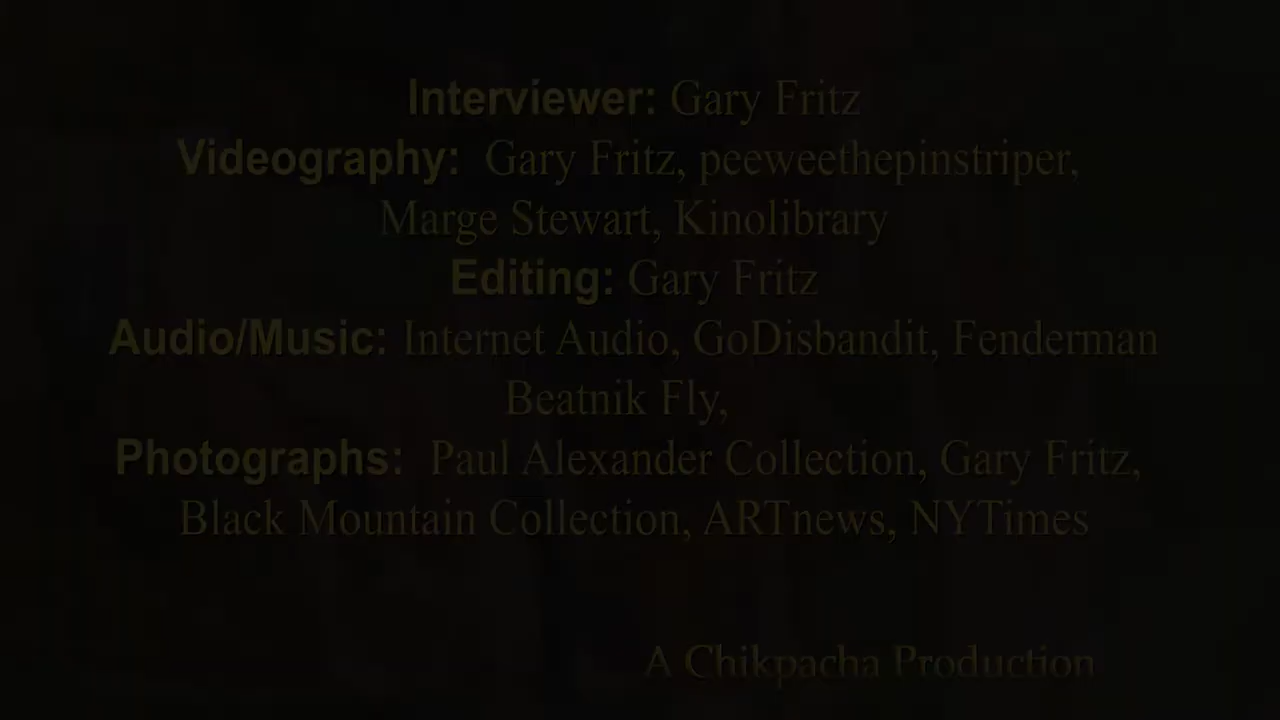 Interviewer: Gary Fritz
Videography: Gary Fritz, peeweethepinstriper,
Marge Stewart, Kinolibrary
Editing: Gary Fritz
Audio/Music: Internet Audio, GoDisbandit, Fenderman
Beatnik Fly,
Photographs: Paul Alexander Collection, Gary Fritz,
Black Mountain Collection, ARTnews, NYTimes
A Chikpacha Production